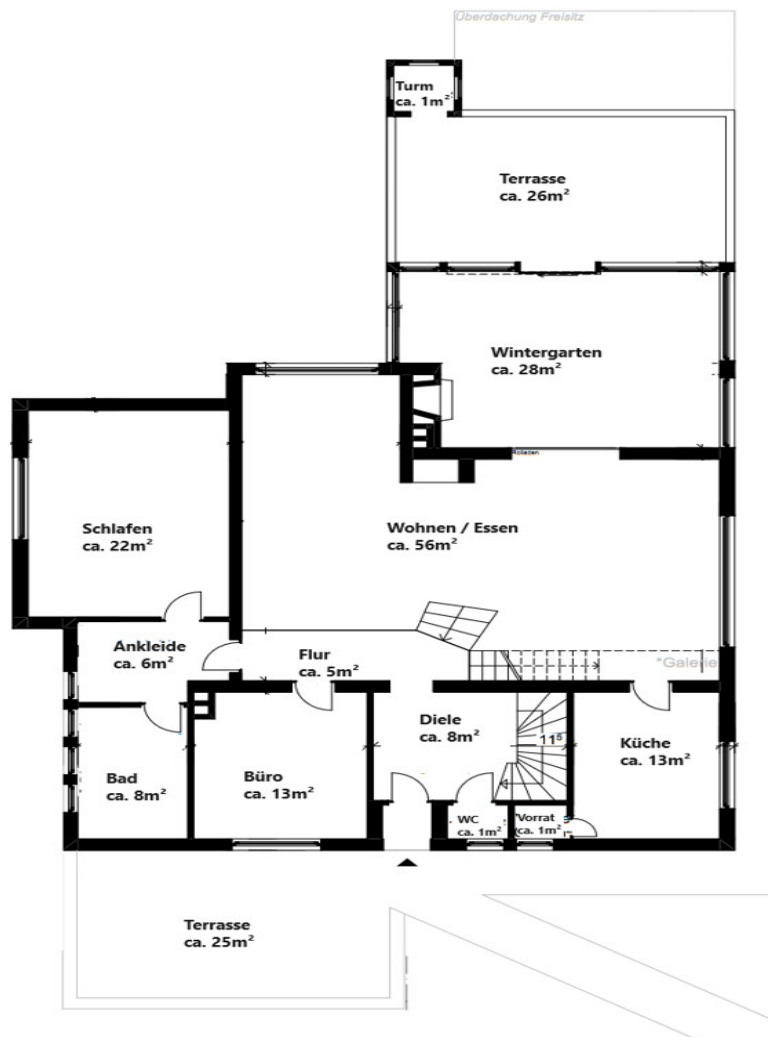 Überdachung Freisitz
Turm
ca. 1m²
Terrasse
ca. 26m²
Wintergarten
ca. 28m²
Rolladen
Schlafen
ca. 22m²
Wohnen / Essen
ca. 56m²
Ankleide
ca. 6m²
Flur
ca. 5m²
*Galerie
Diele
ca. 8m²
11⁵
Küche
ca. 13m²
Bad
ca. 8m²
Büro
ca. 13m²
WC
ca. 1m²
Vorrat
ca. 1m²
Terrasse
ca. 25m²